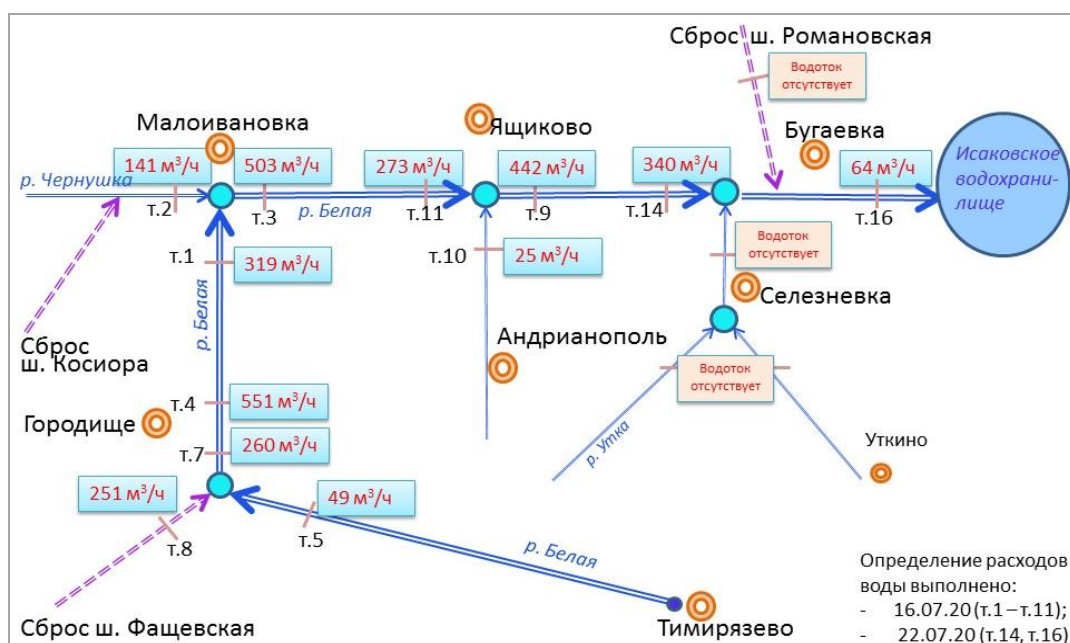 Сброс ш. Романовская
Водоток
отсутствует
Малоивановка
Ящиково
Бугаевка
141 м³/ч
503 м³/ч
273 м³/ч
442 м³/ч
340 м³/ч
64 м³/ч
Исаковское
водохрани-
лище
р. Чернушка
т.2
т.3
р. Белая
т.11
т.9
т.14
т.16
т.1
319 м³/ч
т.10
25 м³/ч
Водоток
отсутствует
Селезневка
р. Белая
Сброс
ш. Косиора
Андрианополь
Водоток
отсутствует
т.4
551 м³/ч
Городище
т.7
260 м³/ч
р. Утка
Уткино
251 м³/ч
49 м³/ч
т.8
т.5
р. Белая
Сброс ш. Фащевская
Тимирязево
Определение расходов
воды выполнено:
- 16.07.20 (т.1 – т.11);
- 22.07.20 (т.14, т.16)